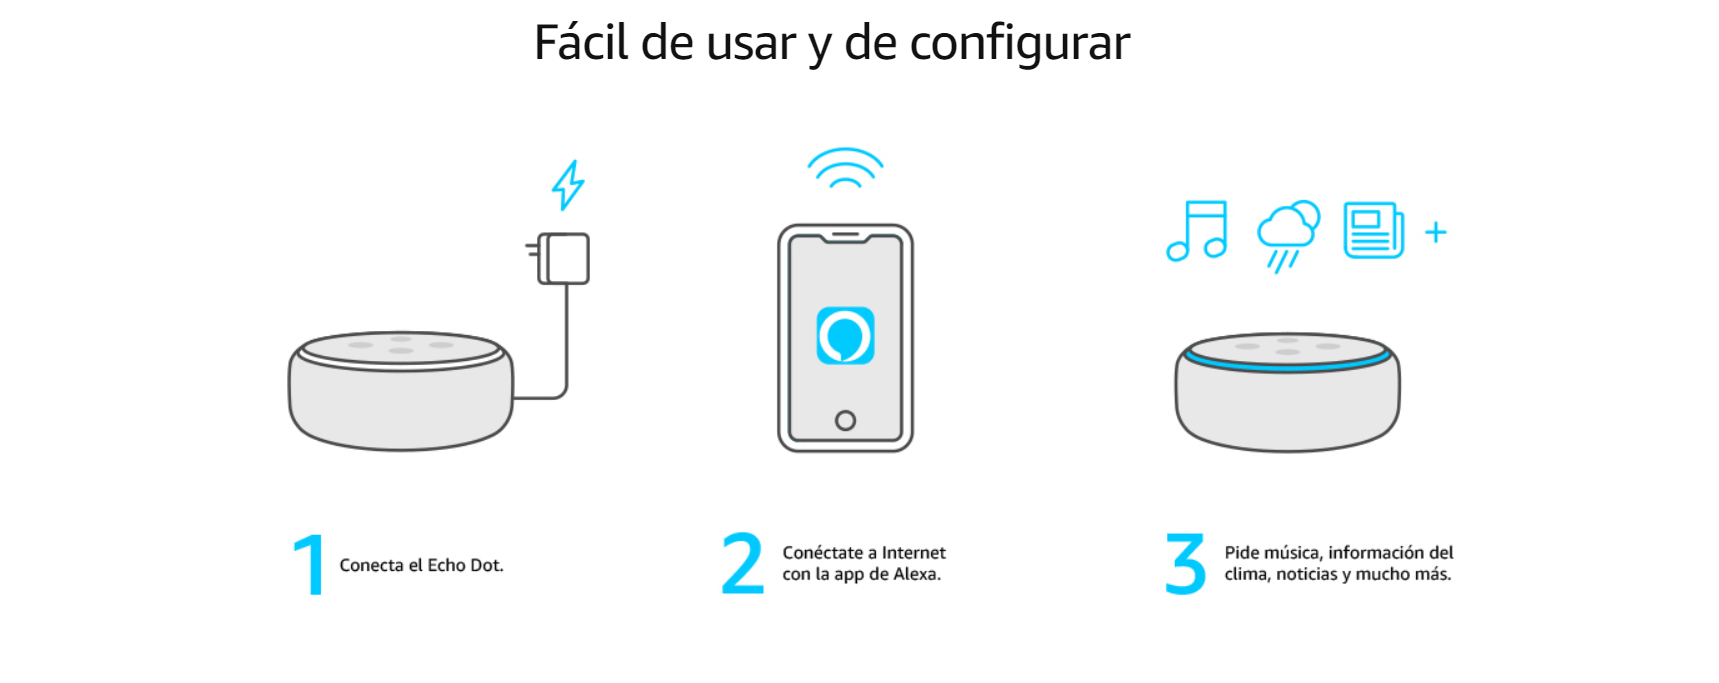 Fácil de usar y de configurar
1
Conecta el Echo Dot.
2
Conéctate a Internet
con la app de Alexa.
3
Pide música, información del
clima, noticias y mucho más.